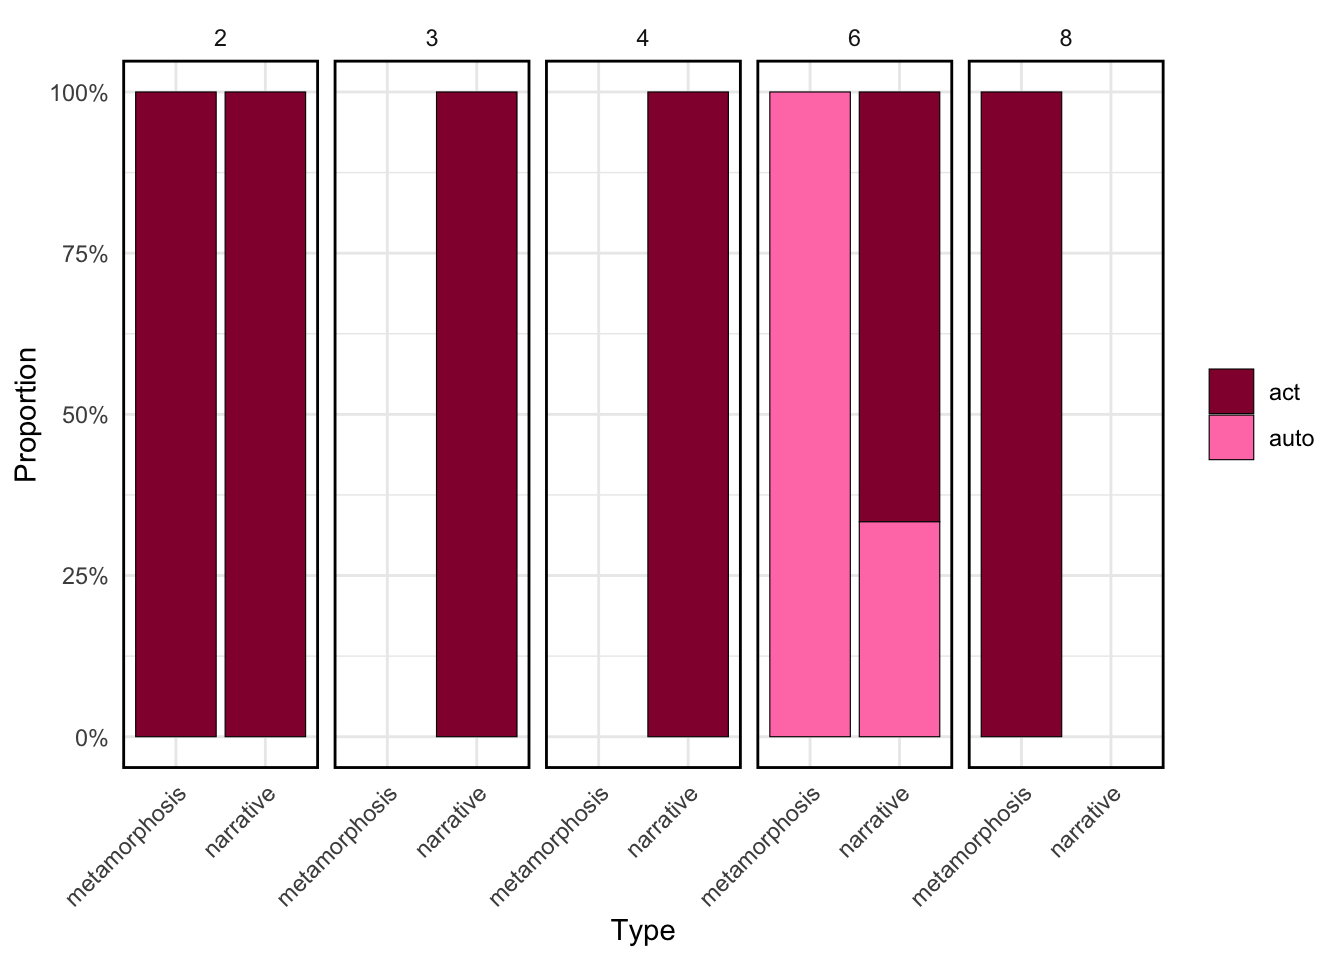 2 3 4 6 8
100%
75%
50%
25%
0%
Proportion
metamorphosis narrative metamorphosis narrative metamorphosis narrative metamorphosis narrative metamorphosis narrative
Type
act
auto